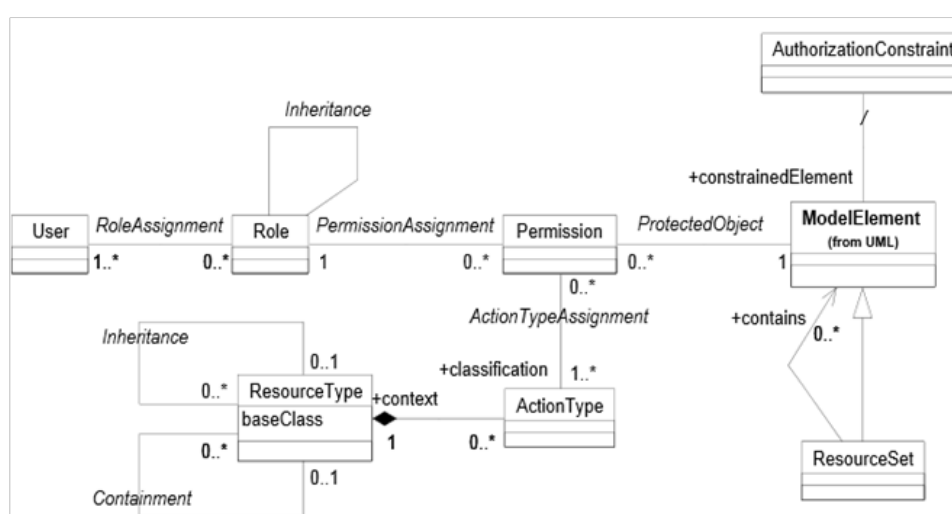 AuthorizationConstraint
Inheritance
/
+constrainedElement
User
RoleAssignment
Role
PermissionAssignment
Permission
ProtectedObject
ModelElement
(from UML)
1..*
0..*
1
0..*
0..*
1
0..*
ActionTypeAssignment
+contains
0..*
Inheritance
0..1
+classification
1..*
0..*
ResourceType
+context
ActionType
baseClass
1
0..*
0..*
0..1
ResourceSet
Containment